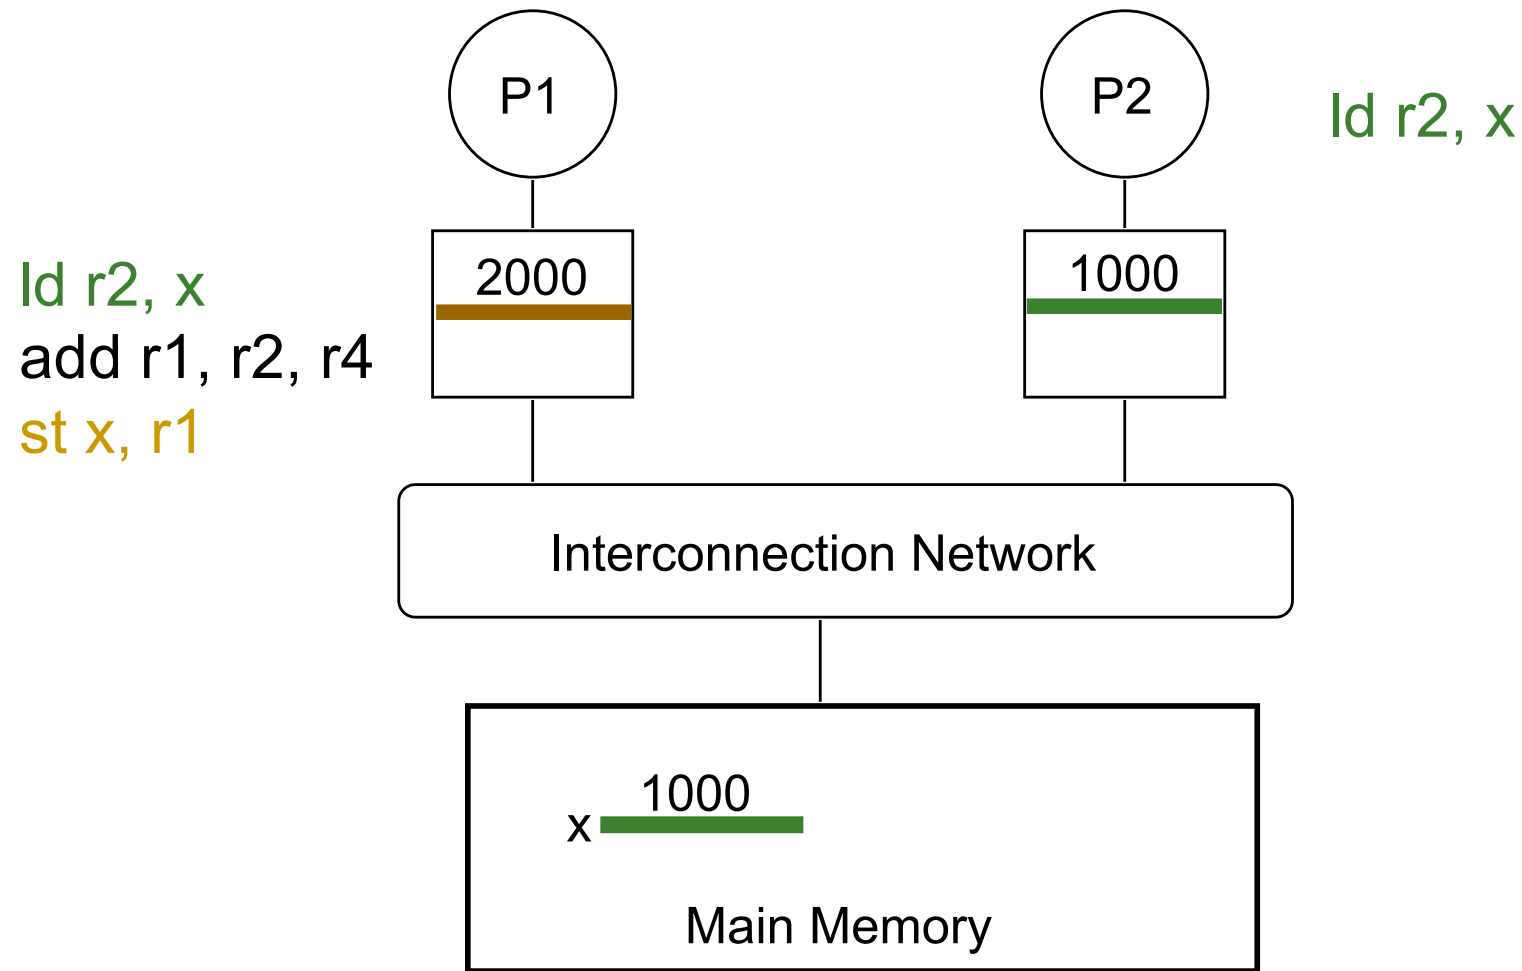 P1
P2
ld r2, x
2000
1000
ld r2, x
add r1, r2, r4
st x, r1
Interconnection Network
1000
x
Main Memory